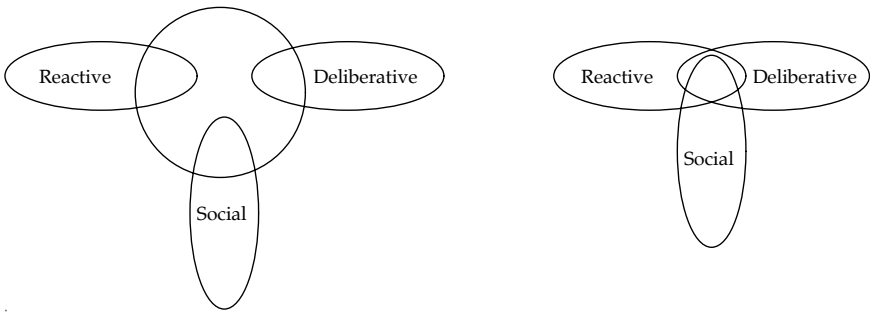 Reactive
Deliberative
Social
Reactive
Deliberative
Social
.